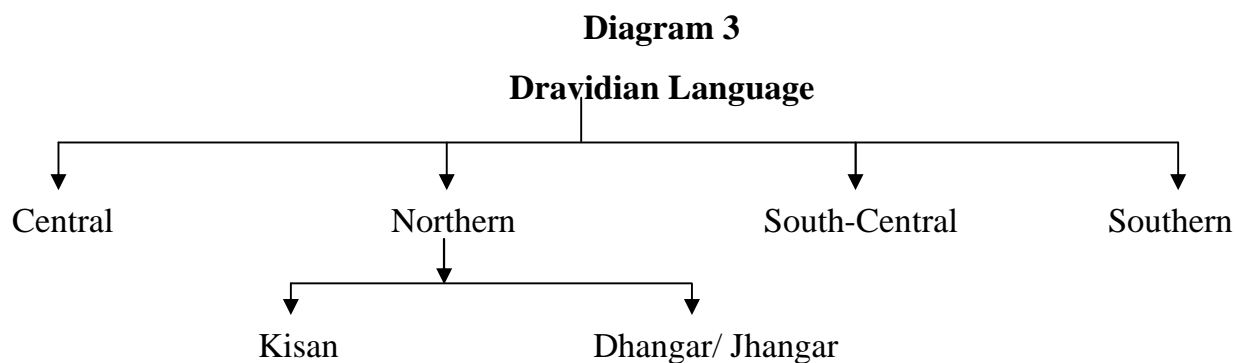 Diagram 3
Dravidian Language
Central Northern South-Central Southern
Kisan Dhangar/ Jhangar